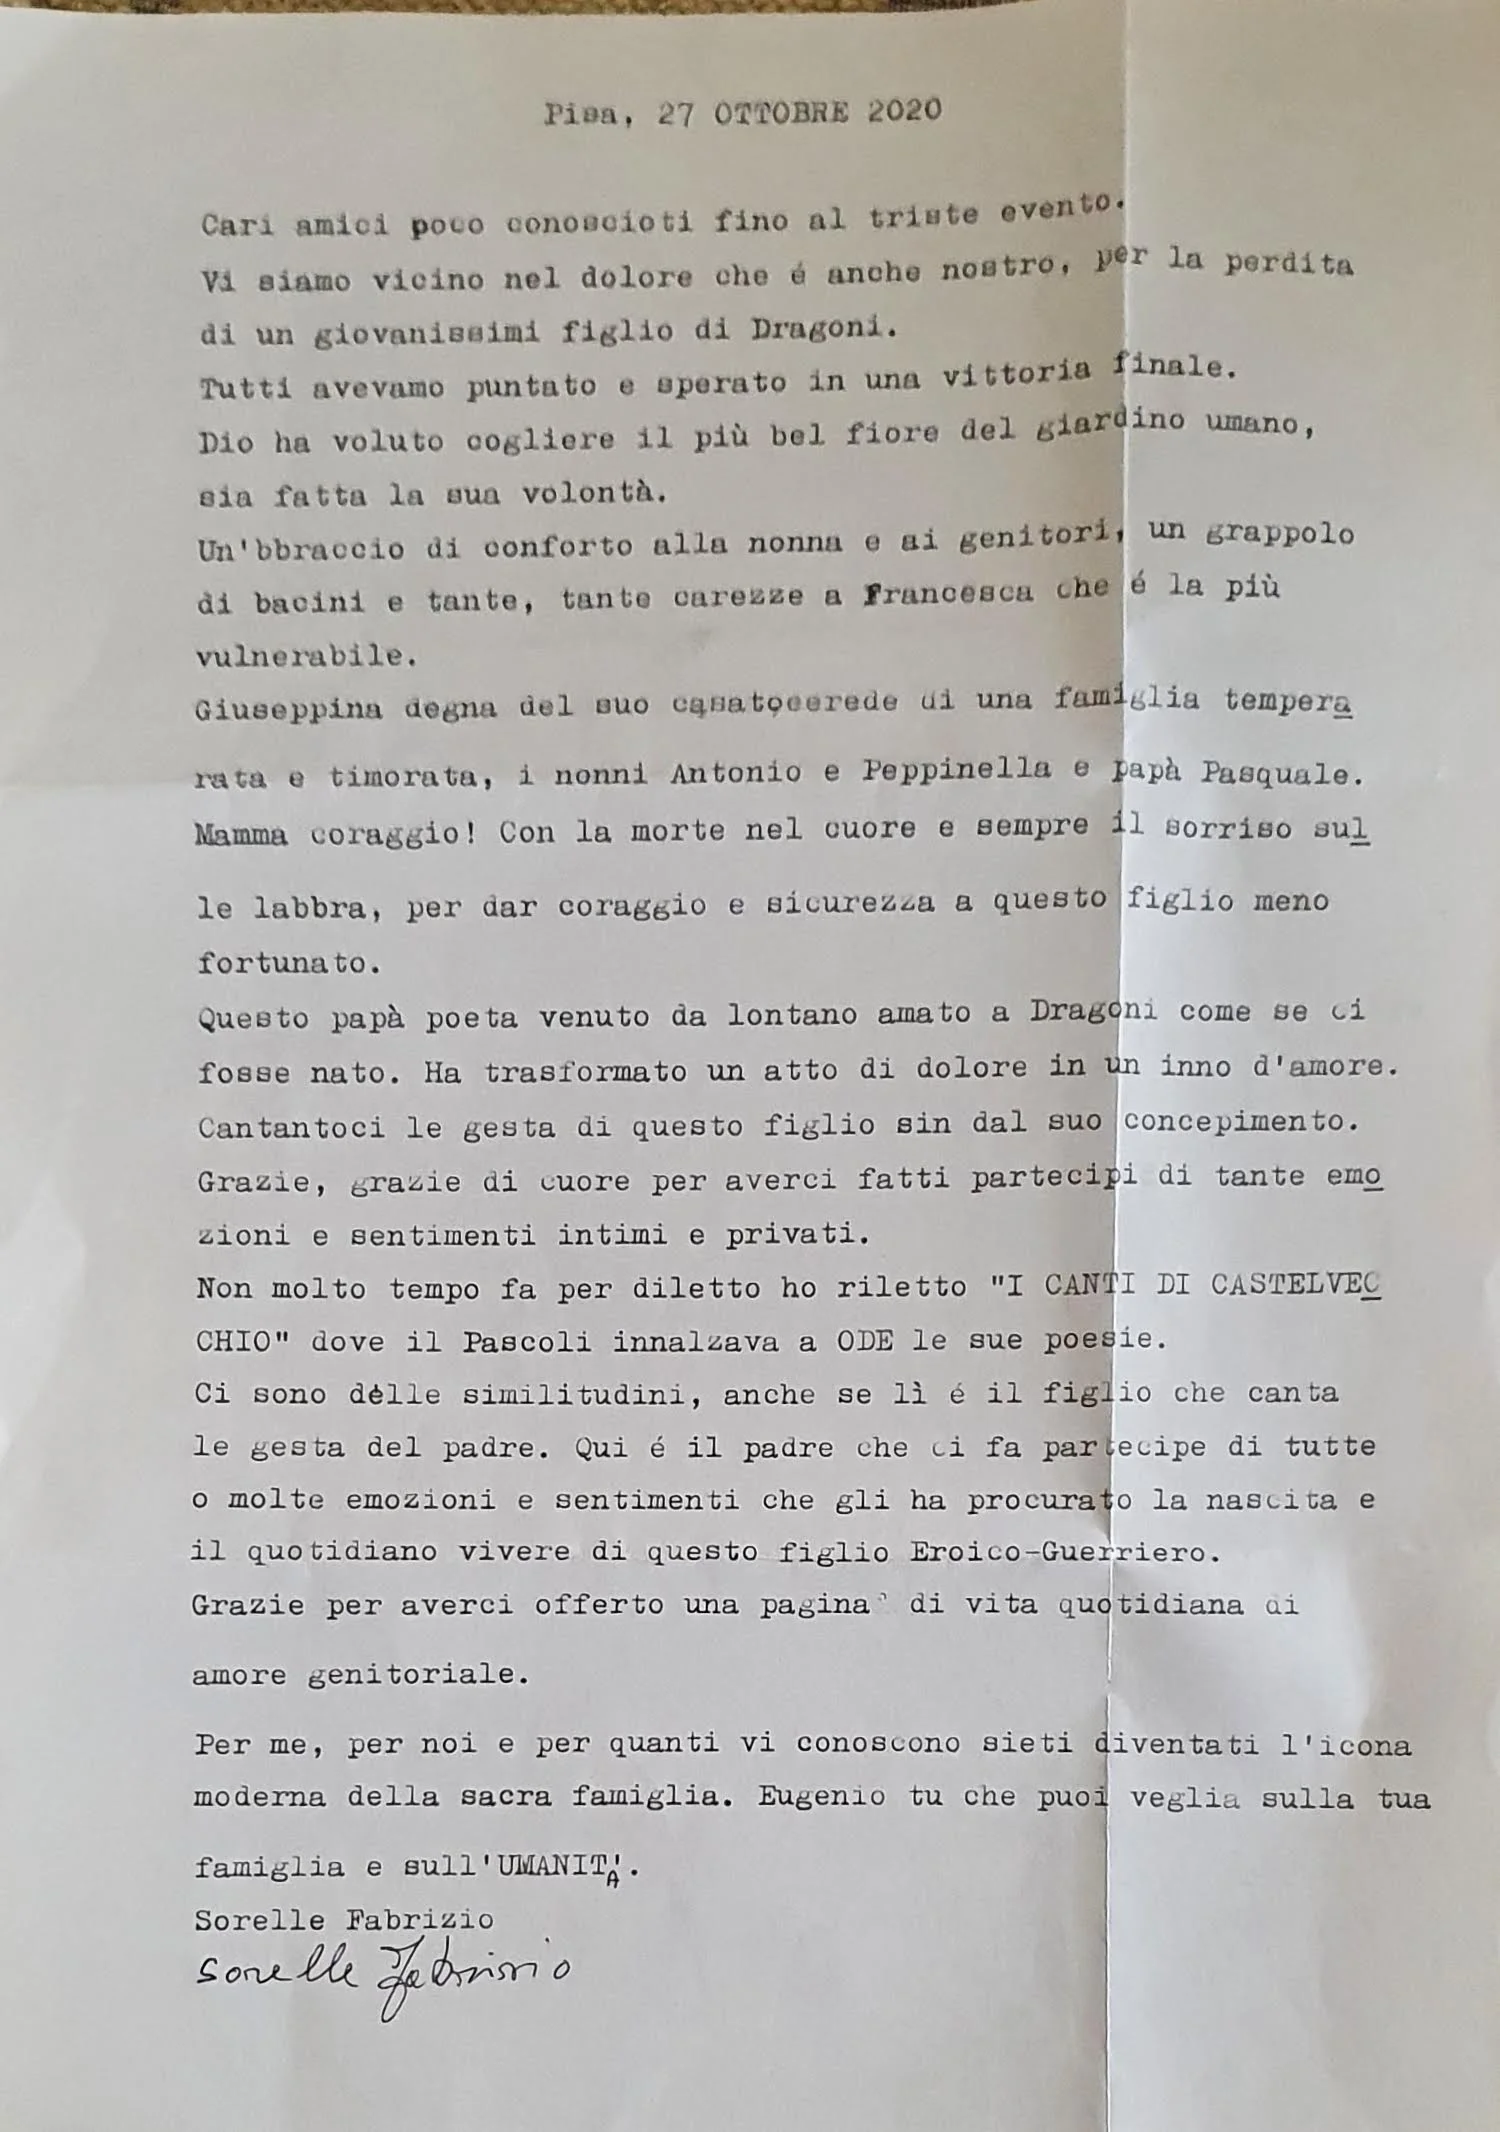 Pisa, 27 OTTOBRE 2020
Cari amici poco conoscioti fino al triste evento.
Vi siamo vicino nel dolore che é anche nostro, per la perdita
di un giovanissimi figlio di Dragoni.
Tutti avevamo puntato e sperato in una vittoria finale.
Dio ha voluto cogliere il più bel fiore del giardino umano,
sia fatta la sua volontà.
Un'bbraccio di conforto alla nonna e ai genitori, un grappolo
di bacini e tante, tante carezze a Francesca che é la più
vulnerabile.
Giuseppina degna del suo di una famiglia tempera
rata e timorata, i nonni Antonio e Peppinella e papà Pasquale.
Mamma coraggio! Con la morte nel cuore e sempre il sorriso sul
le labbra, per dar coraggio e sicurezza a questo figlio meno
fortunato.
Questo papà poeta venuto da lontano amato a Dragoni come se ci
fosse nato. Ha trasformato un atto di dolore in un inno d'amore.
Cantantoci le gesta di questo figlio sin dal suo concepimento.
Grazie, grazie di cuore per averci fatti partecipi di tante emo
zioni e sentimenti intimi e privati.
Non molto tempo fa per diletto ho riletto "I CANTI DI CASTELVEC
CHIO" dove il Pascoli innalzava a ODE le sue poesie.
Ci sono delle similitudini, anche se lì é il figlio che canta
le gesta del padre. Qui é il padre che ci fa partecipe di tutte
o molte emozioni e sentimenti che gli ha procurato la nascita e
il quotidiano vivere di questo figlio Eroico-Guerriero.
Grazie per averci offerto una pagina di vita quotidiana di
amore genitoriale.
Per me, per noi e per quanti vi conoscono sieti diventati l'icona
moderna della sacra famiglia. Eugenio tu che puoi veglia sulla tua
famiglia e sull'UMANITA'.
Sorelle Fabrizio
Sorelle Fabrizio